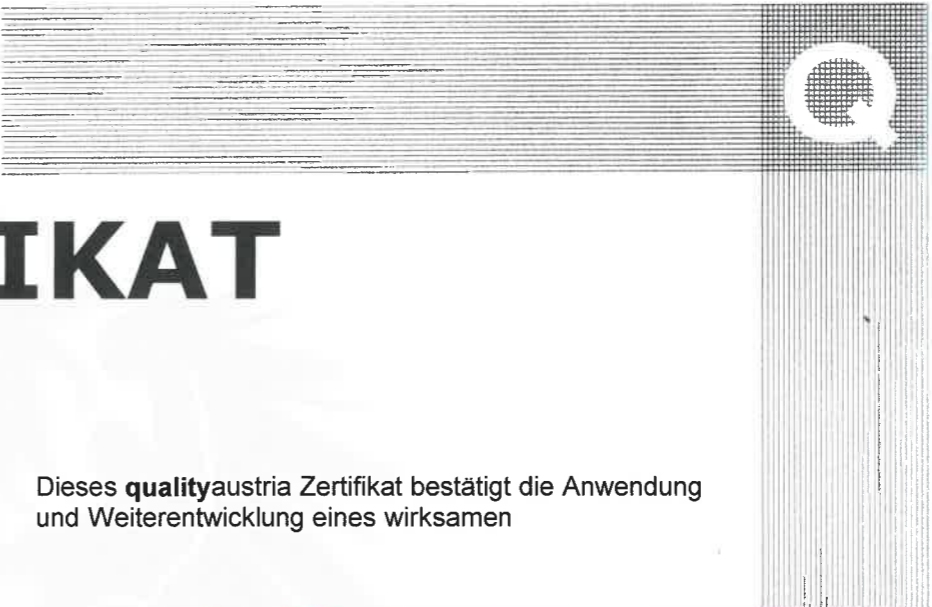 Q
IKAT
Dieses qualityaustria Zertifikat bestätigt die Anwendung
und Weiterentwicklung eines wirksamen